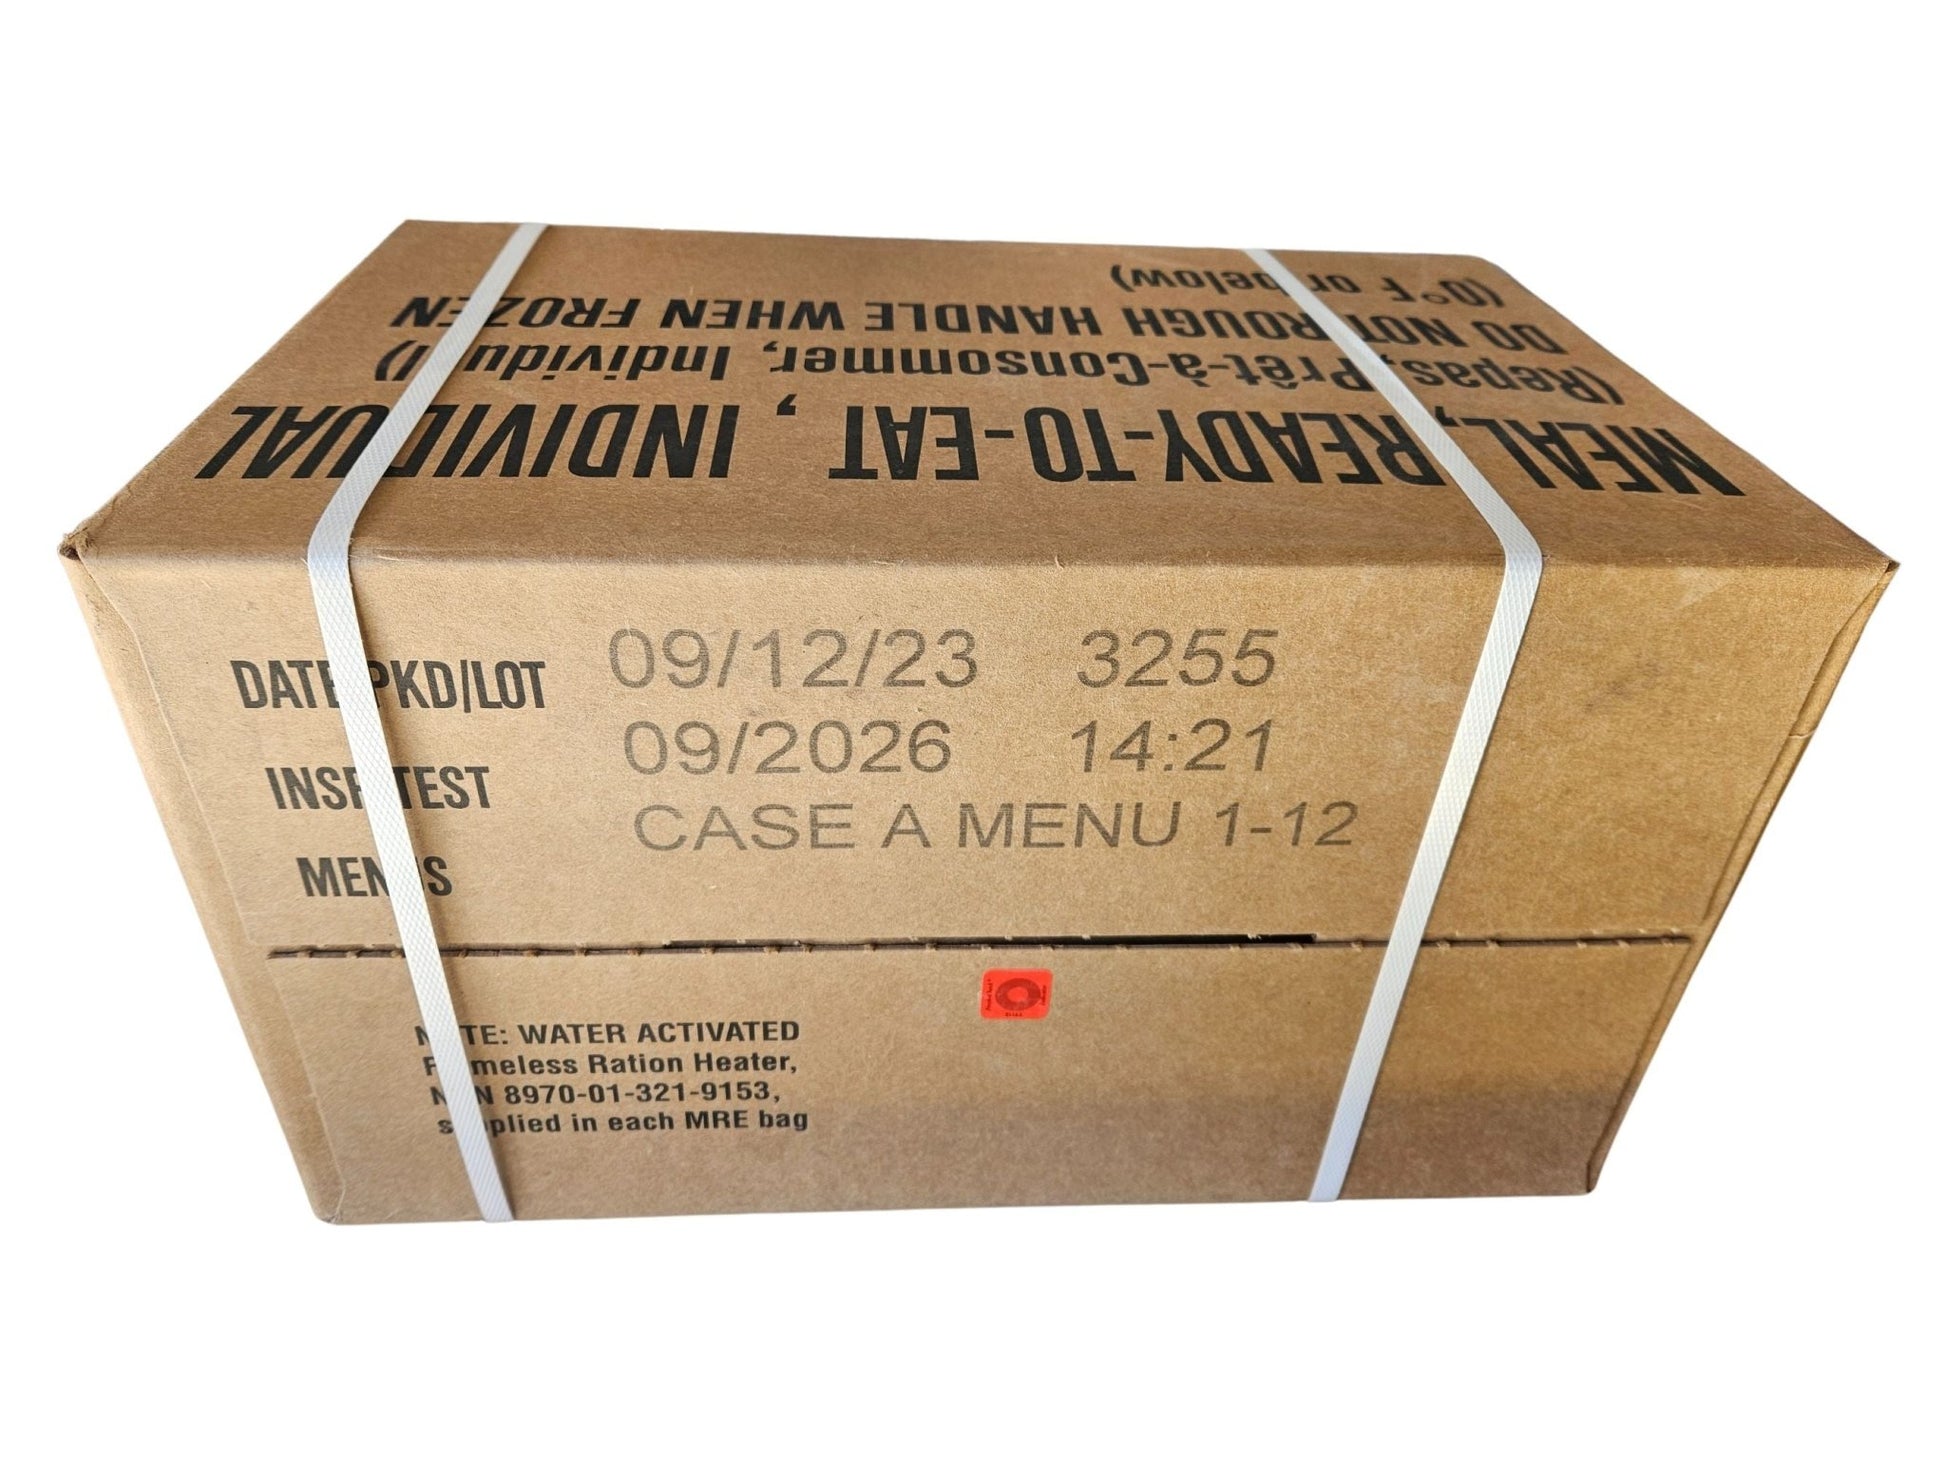 MEAL, READY-TO-EAT, INDIVIDUAL
(Repas, Prêt-à-Consommer, Individuel)
DO NOT ROUGH HANDLE WHEN FROZEN
(0°F or below)
DATE PKD/LOT 09/12/23 3255
INSP/TEST 09/2026 14:21
MENUS CASE A MENU 1-12
NOTE: WATER ACTIVATED
Flameless Ration Heater,
NSN 8970-01-321-9153,
supplied in each MRE bag